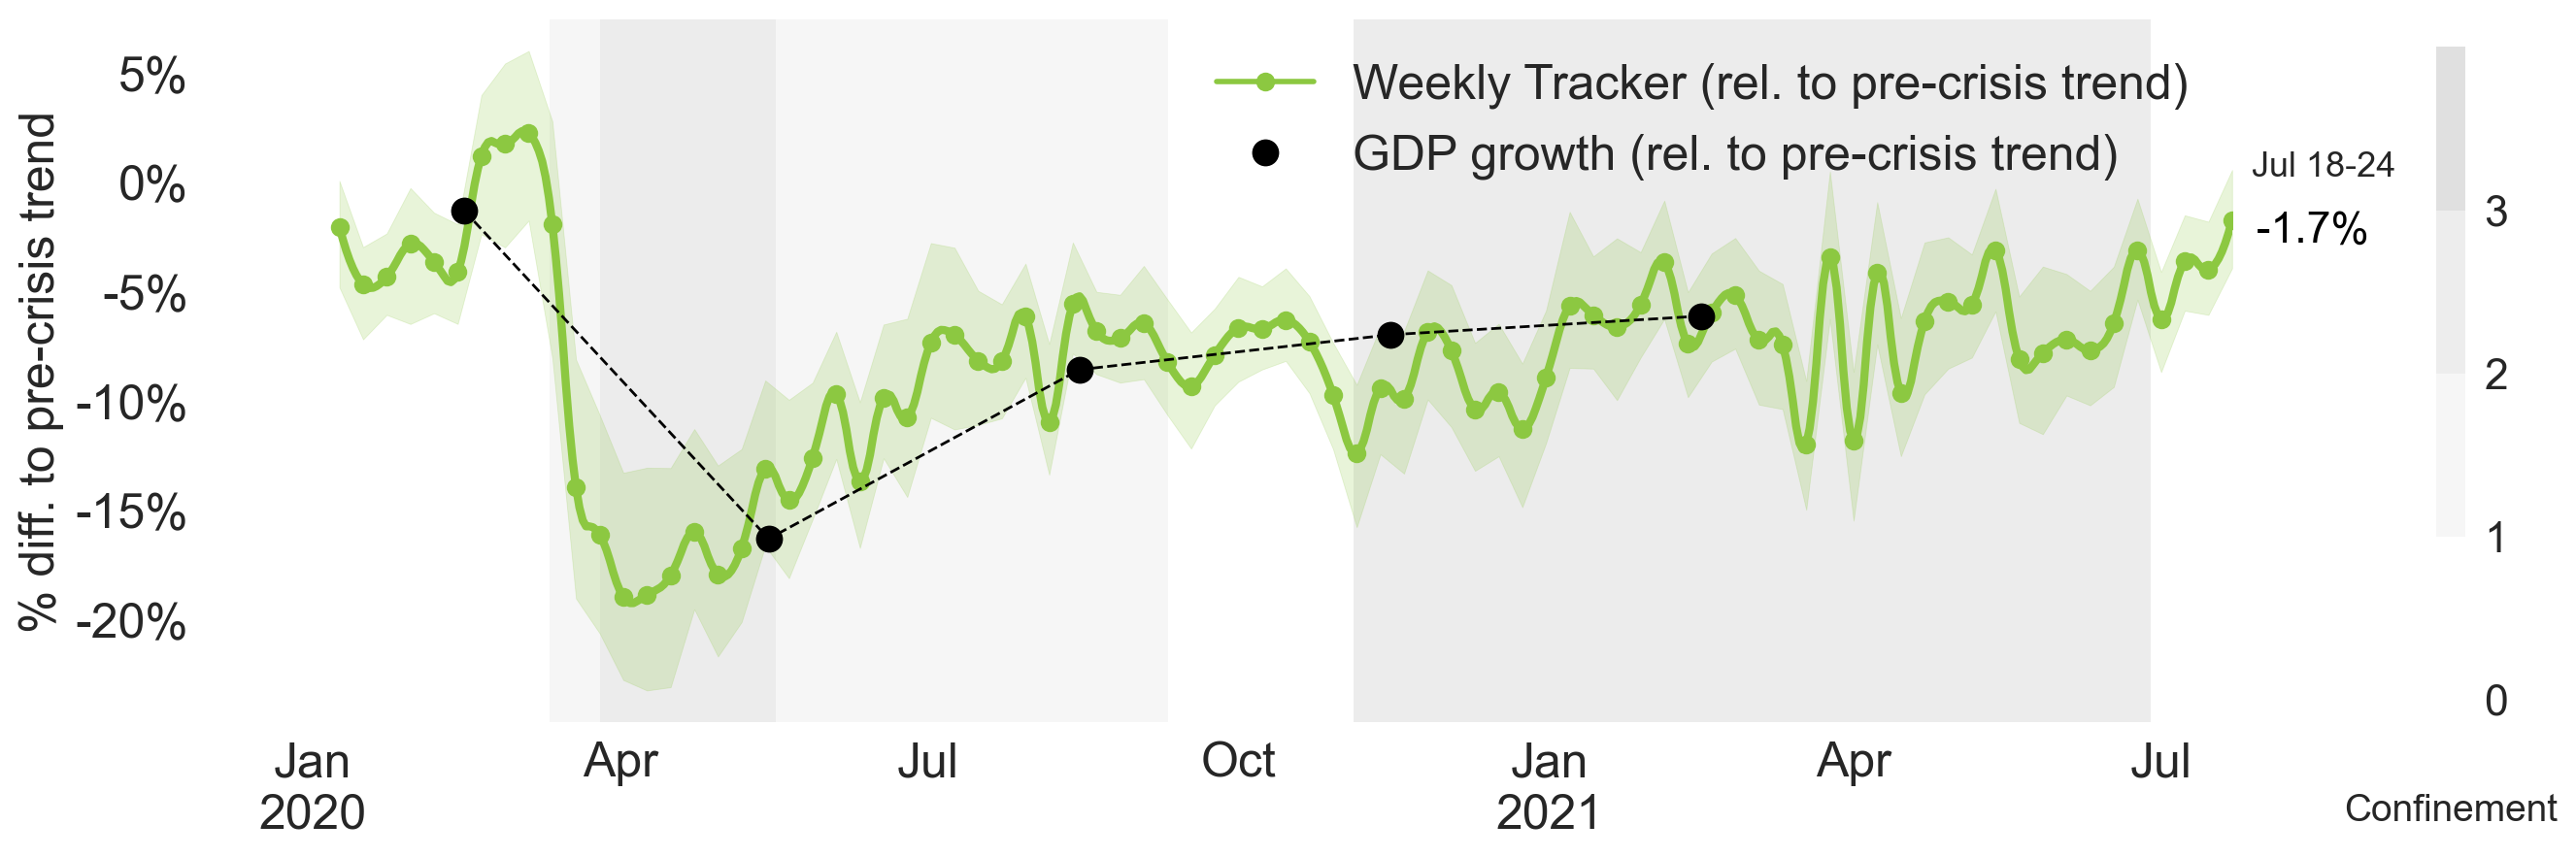 Weekly Tracker (rel. to pre-crisis trend)
GDP growth (rel. to pre-crisis trend)
% diff. to pre-crisis trend
5%
0%
-5%
-10%
-15%
-20%
Jan
2020
Apr
Jul
Oct
Jan
2021
Apr
Jul
Jul 18-24
-1.7%
3
2
1
0
Confinement